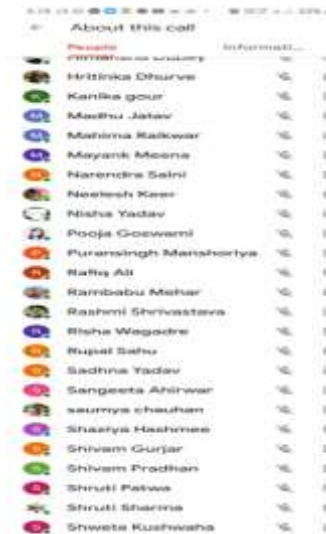 About this call
People Informati...
Hritinka Dhurve
Kanika gour
Madhu Jatav
Mahima Raikwar
Mayank Meena
Narendra Saini
Neelesh Keer
Nisha Yadav
Pooja Goswami
Puransingh Manshoriya
Rafiq Ali
Rambabu Mehar
Rashmi Shrivastava
Risha Wagadre
Rupal Sahu
Sadhna Yadav
Sangeeta Ahirwar
saumya chauhan
Shaziya Hashmee
Shivam Gurjar
Shivam Pradhan
Shruti Patwa
Shruti Sharma
Shweta Kushwaha